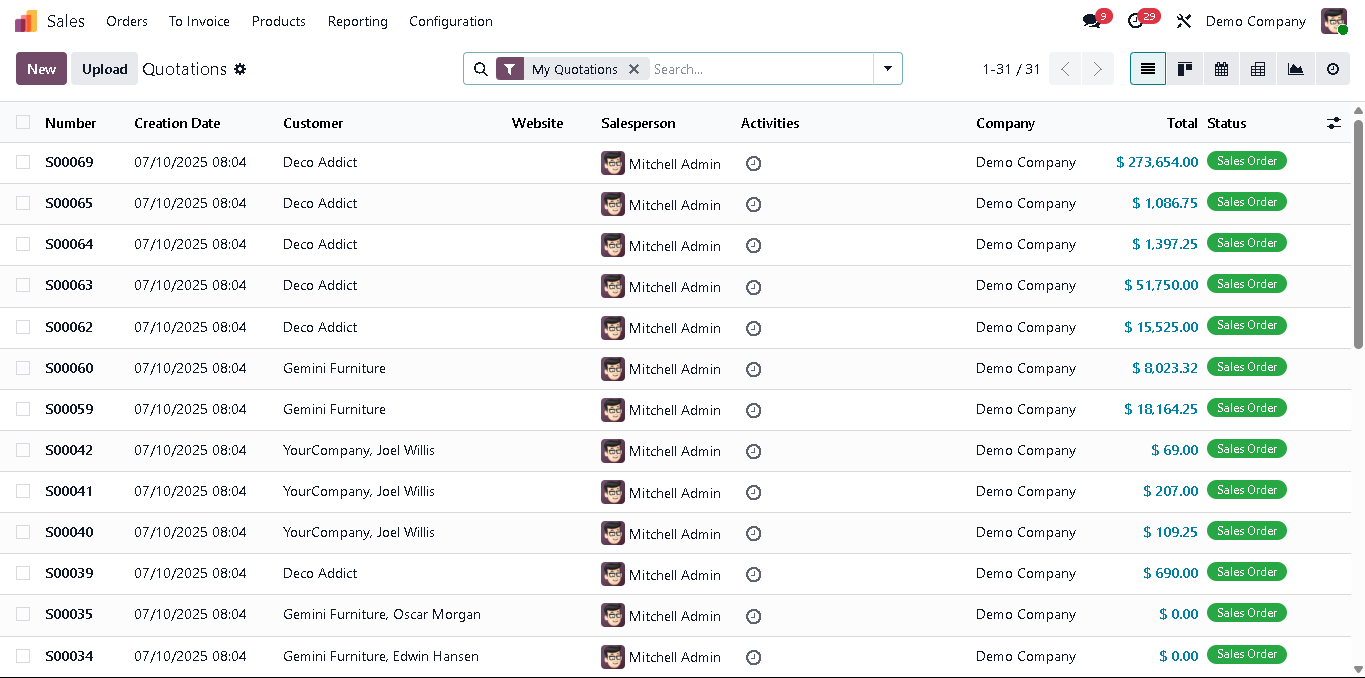 Sales Orders To Invoice Products Reporting Configuration 9 29 Demo Company
New Upload Quotations My Quotations Search... 1-31 / 31
Number Creation Date Customer Website Salesperson Activities Company Total Status
S00069 07/10/2025 08:04 Deco Addict Mitchell Admin Demo Company $ 273,654.00 Sales Order
S00065 07/10/2025 08:04 Deco Addict Mitchell Admin Demo Company $ 1,086.75 Sales Order
S00064 07/10/2025 08:04 Deco Addict Mitchell Admin Demo Company $ 1,397.25 Sales Order
S00063 07/10/2025 08:04 Deco Addict Mitchell Admin Demo Company $ 51,750.00 Sales Order
S00062 07/10/2025 08:04 Deco Addict Mitchell Admin Demo Company $ 15,525.00 Sales Order
S00060 07/10/2025 08:04 Gemini Furniture Mitchell Admin Demo Company $ 8,023.32 Sales Order
S00059 07/10/2025 08:04 Gemini Furniture Mitchell Admin Demo Company $ 18,164.25 Sales Order
S00042 07/10/2025 08:04 YourCompany, Joel Willis Mitchell Admin Demo Company $ 69.00 Sales Order
S00041 07/10/2025 08:04 YourCompany, Joel Willis Mitchell Admin Demo Company $ 207.00 Sales Order
S00040 07/10/2025 08:04 YourCompany, Joel Willis Mitchell Admin Demo Company $ 109.25 Sales Order
S00039 07/10/2025 08:04 Deco Addict Mitchell Admin Demo Company $ 690.00 Sales Order
S00035 07/10/2025 08:04 Gemini Furniture, Oscar Morgan Mitchell Admin Demo Company $ 0.00 Sales Order
S00034 07/10/2025 08:04 Gemini Furniture, Edwin Hansen Mitchell Admin Demo Company $ 0.00 Sales Order